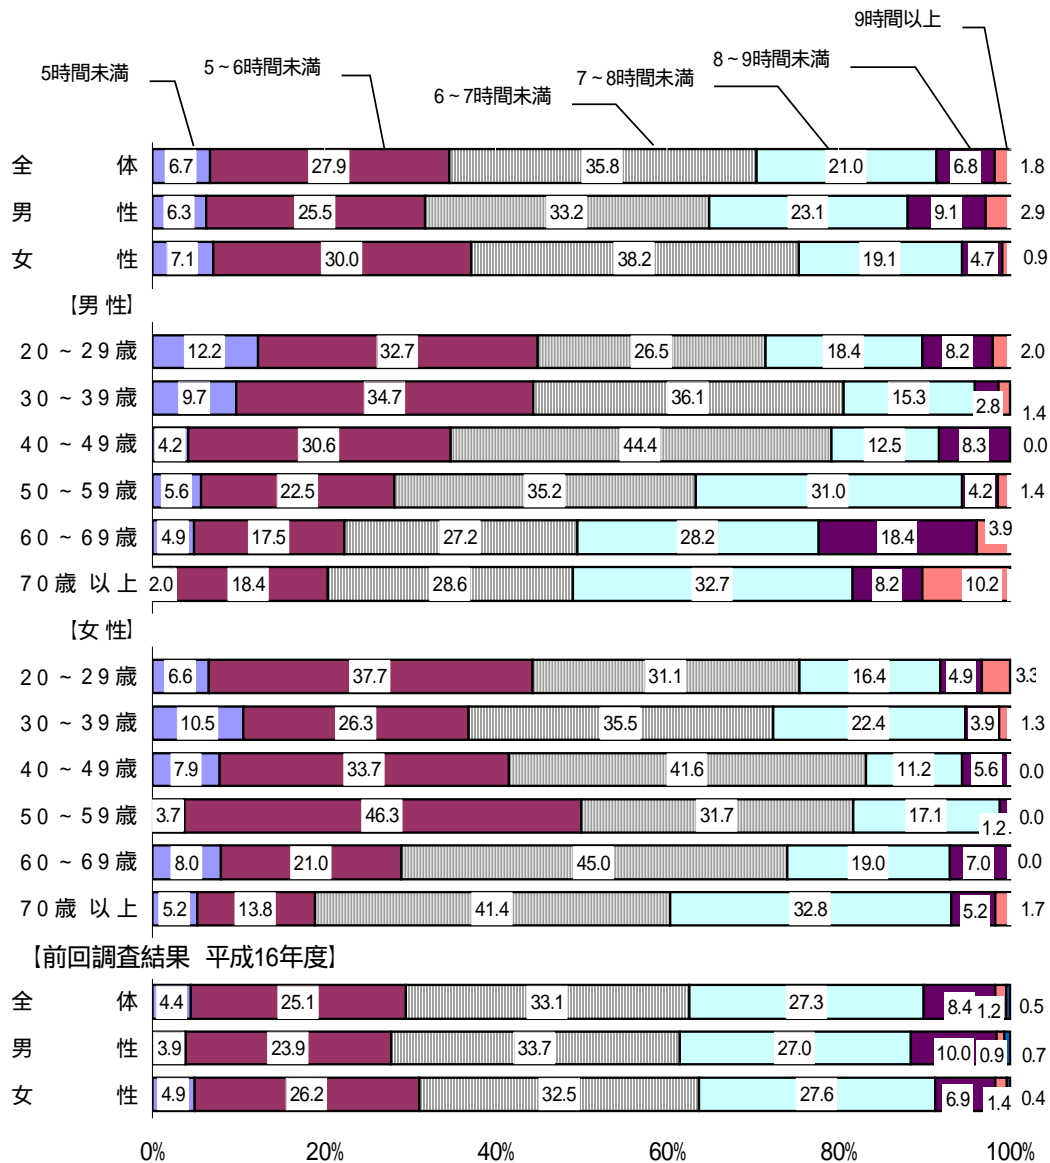 9時間以上
5時間未満 5～6時間未満 6～7時間未満 7～8時間未満 8～9時間未満
全 体 6.7 27.9 35.8 21.0 6.8 1.8
男 性 6.3 25.5 33.2 23.1 9.1 2.9
女 性 7.1 30.0 38.2 19.1 4.7 0.9
【男 性】
20～29歳 12.2 32.7 26.5 18.4 8.2 2.0
30～39歳 9.7 34.7 36.1 15.3 2.8 1.4
40～49歳 4.2 30.6 44.4 12.5 8.3 0.0
50～59歳 5.6 22.5 35.2 31.0 4.2 1.4
60～69歳 4.9 17.5 27.2 28.2 18.4 3.9
70歳 以上 2.0 18.4 28.6 32.7 8.2 10.2
【女 性】
20～29歳 6.6 37.7 31.1 16.4 4.9 3.3
30～39歳 10.5 26.3 35.5 22.4 3.9 1.3
40～49歳 7.9 33.7 41.6 11.2 5.6 0.0
50～59歳 3.7 46.3 31.7 17.1 1.2 0.0
60～69歳 8.0 21.0 45.0 19.0 7.0 0.0
70歳 以上 5.2 13.8 41.4 32.8 5.2 1.7
【前回調査結果 平成16年度】
全 体 4.4 25.1 33.1 27.3 8.4 1.2 0.5
男 性 3.9 23.9 33.7 27.0 10.0 0.9 0.7
女 性 4.9 26.2 32.5 27.6 6.9 1.4 0.4
0% 20% 40% 60% 80% 100%